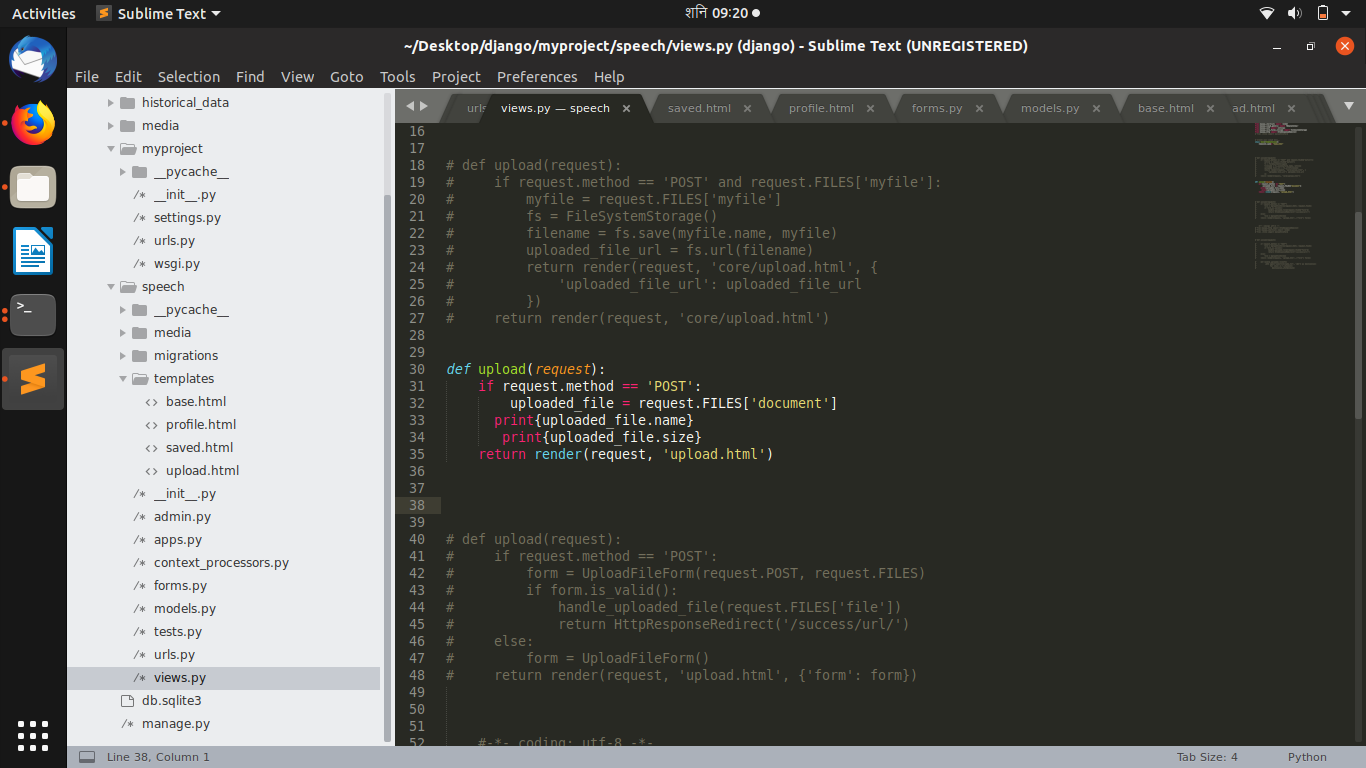 Activities Sublime Text शनि 09:20
~/Desktop/django/myproject/speech/views.py (django) - Sublime Text (UNREGISTERED)
File Edit Selection Find View Goto Tools Project Preferences Help
historical_data
media
myproject
__pycache__
/* __init__.py
/* settings.py
/* urls.py
/* wsgi.py
speech
__pycache__
media
migrations
templates
<> base.html
<> profile.html
<> saved.html
<> upload.html
/* __init__.py
/* admin.py
/* apps.py
/* context_processors.py
/* forms.py
/* models.py
/* tests.py
/* urls.py
/* views.py
db.sqlite3
/* manage.py
urls views.py — speech × saved.html × profile.html × forms.py × models.py × base.html × ad.html ×
16
17
18 # def upload(request):
19 #     if request.method == 'POST' and request.FILES['myfile']:
20 #         myfile = request.FILES['myfile']
21 #         fs = FileSystemStorage()
22 #         filename = fs.save(myfile.name, myfile)
23 #         uploaded_file_url = fs.url(filename)
24 #         return render(request, 'core/upload.html', {
25 #             'uploaded_file_url': uploaded_file_url
26 #         })
27 #     return render(request, 'core/upload.html')
28
29
30 def upload(request):
31     if request.method == 'POST':
32         uploaded_file = request.FILES['document']
33       print{uploaded_file.name}
34        print{uploaded_file.size}
35     return render(request, 'upload.html')
36
37
38
39
40 # def upload(request):
41 #     if request.method == 'POST':
42 #         form = UploadFileForm(request.POST, request.FILES)
43 #         if form.is_valid():
44 #             handle_uploaded_file(request.FILES['file'])
45 #             return HttpResponseRedirect('/success/url/')
46 #     else:
47 #         form = UploadFileForm()
48 #     return render(request, 'upload.html', {'form': form})
49
50
51
52     #-*- coding: utf-8 -*-
Line 38, Column 1 Tab Size: 4 Python